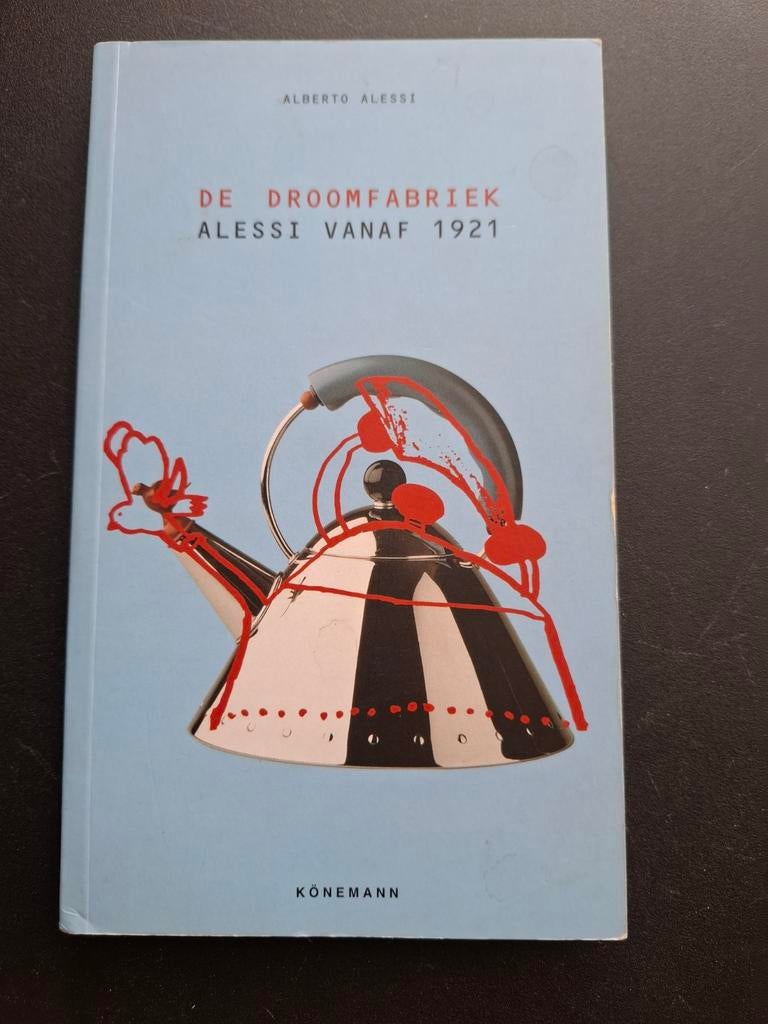 ALBERTO ALESSI
DE DROOMFABRIEK
ALESSI VANAF 1921
KÖNEMANN